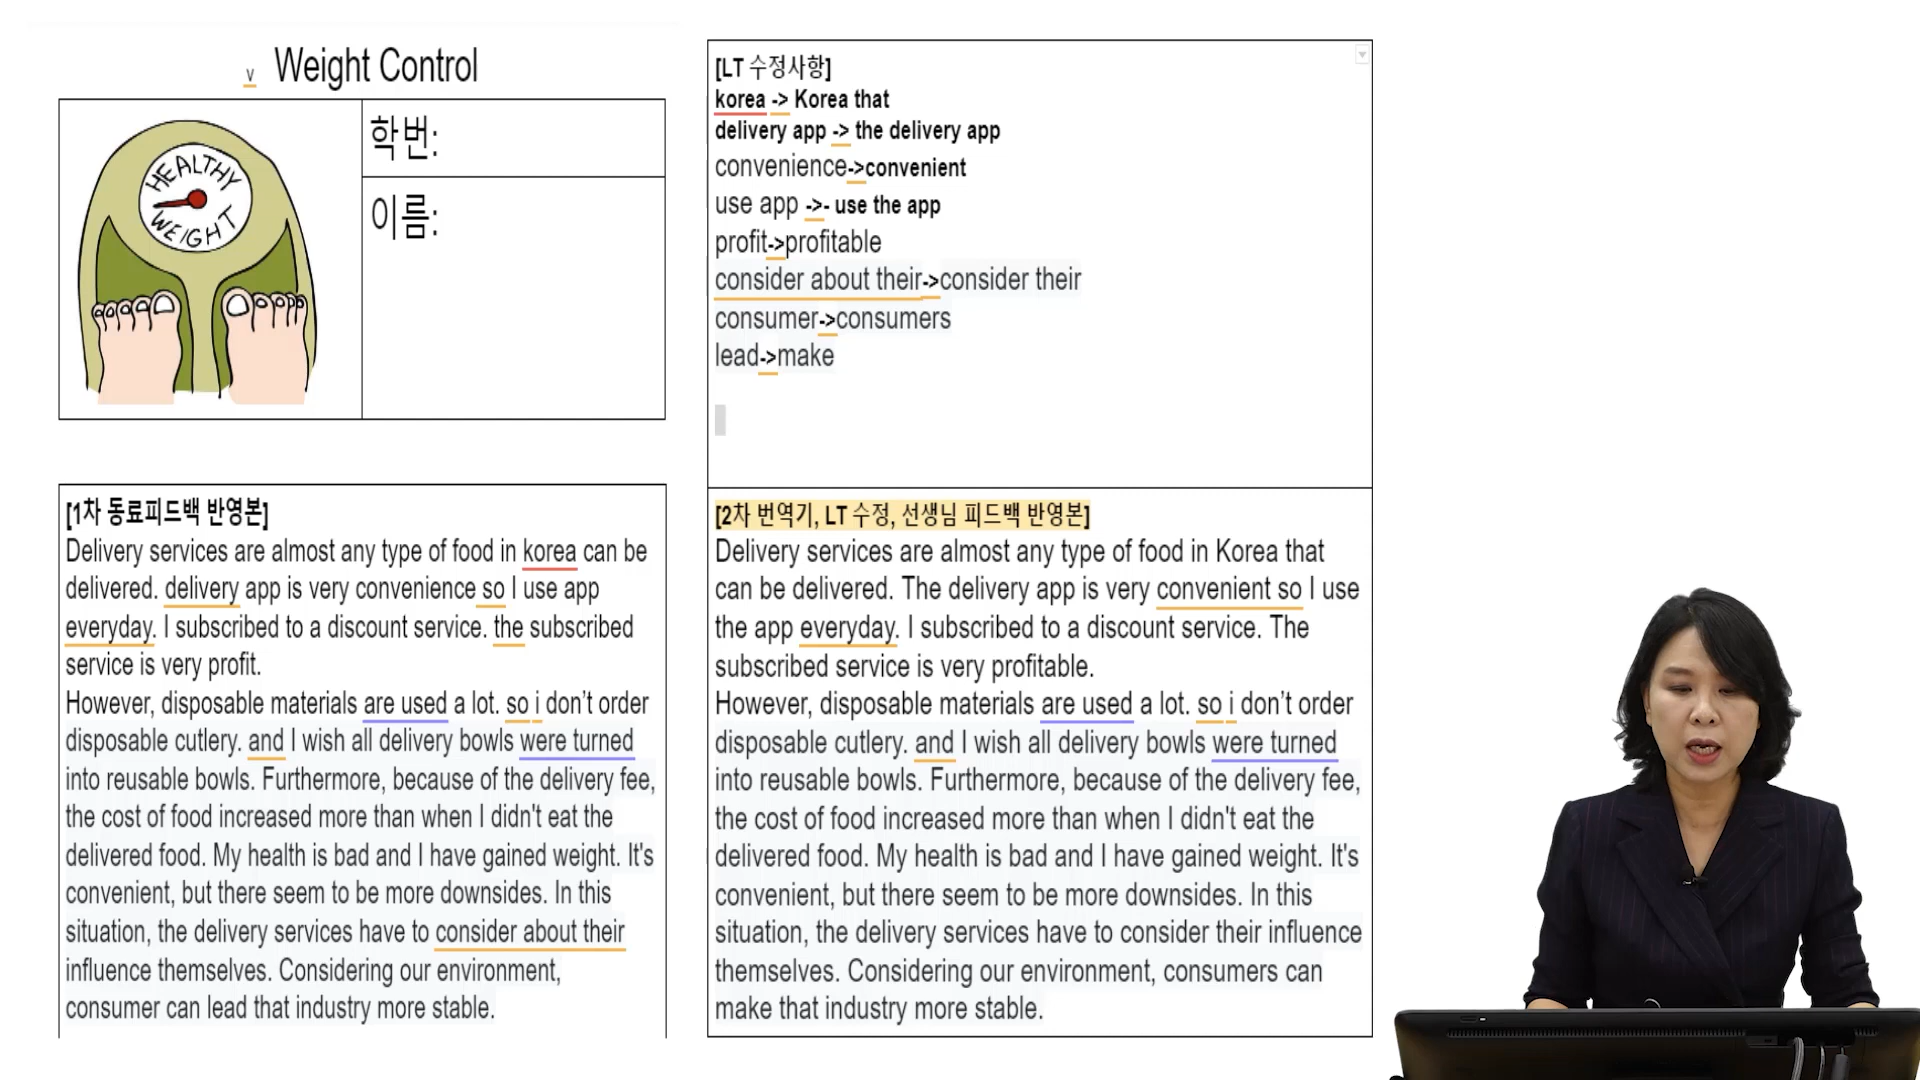 v Weight Control
HEALTHY
WEIGHT
학번:
이름:
[1차 동료피드백 반영본]
Delivery services are almost any type of food in korea can be
delivered. delivery app is very convenience so I use app
everyday. I subscribed to a discount service. the subscribed
service is very profit.
However, disposable materials are used a lot. so i don’t order
disposable cutlery. and I wish all delivery bowls were turned
into reusable bowls. Furthermore, because of the delivery fee,
the cost of food increased more than when I didn't eat the
delivered food. My health is bad and I have gained weight. It's
convenient, but there seem to be more downsides. In this
situation, the delivery services have to consider about their
influence themselves. Considering our environment,
consumer can lead that industry more stable.
[LT 수정사항]
korea -> Korea that
delivery app -> the delivery app
convenience->convenient
use app ->- use the app
profit->profitable
consider about their->consider their
consumer->consumers
lead->make
[2차 번역기, LT 수정, 선생님 피드백 반영본]
Delivery services are almost any type of food in Korea that
can be delivered. The delivery app is very convenient so I use
the app everyday. I subscribed to a discount service. The
subscribed service is very profitable.
However, disposable materials are used a lot. so i don’t order
disposable cutlery. and I wish all delivery bowls were turned
into reusable bowls. Furthermore, because of the delivery fee,
the cost of food increased more than when I didn't eat the
delivered food. My health is bad and I have gained weight. It's
convenient, but there seem to be more downsides. In this
situation, the delivery services have to consider their influence
themselves. Considering our environment, consumers can
make that industry more stable.